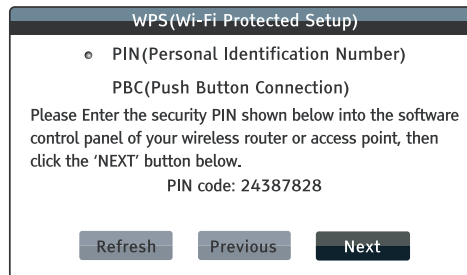 WPS(Wi-Fi Protected Setup)
PIN(Personal Identification Number)
PBC(Push Button Connection)
Please Enter the security PIN shown below into the software
control panel of your wireless router or access point, then
click the ‘NEXT’ button below.
PIN code: 24387828
Refresh Previous Next